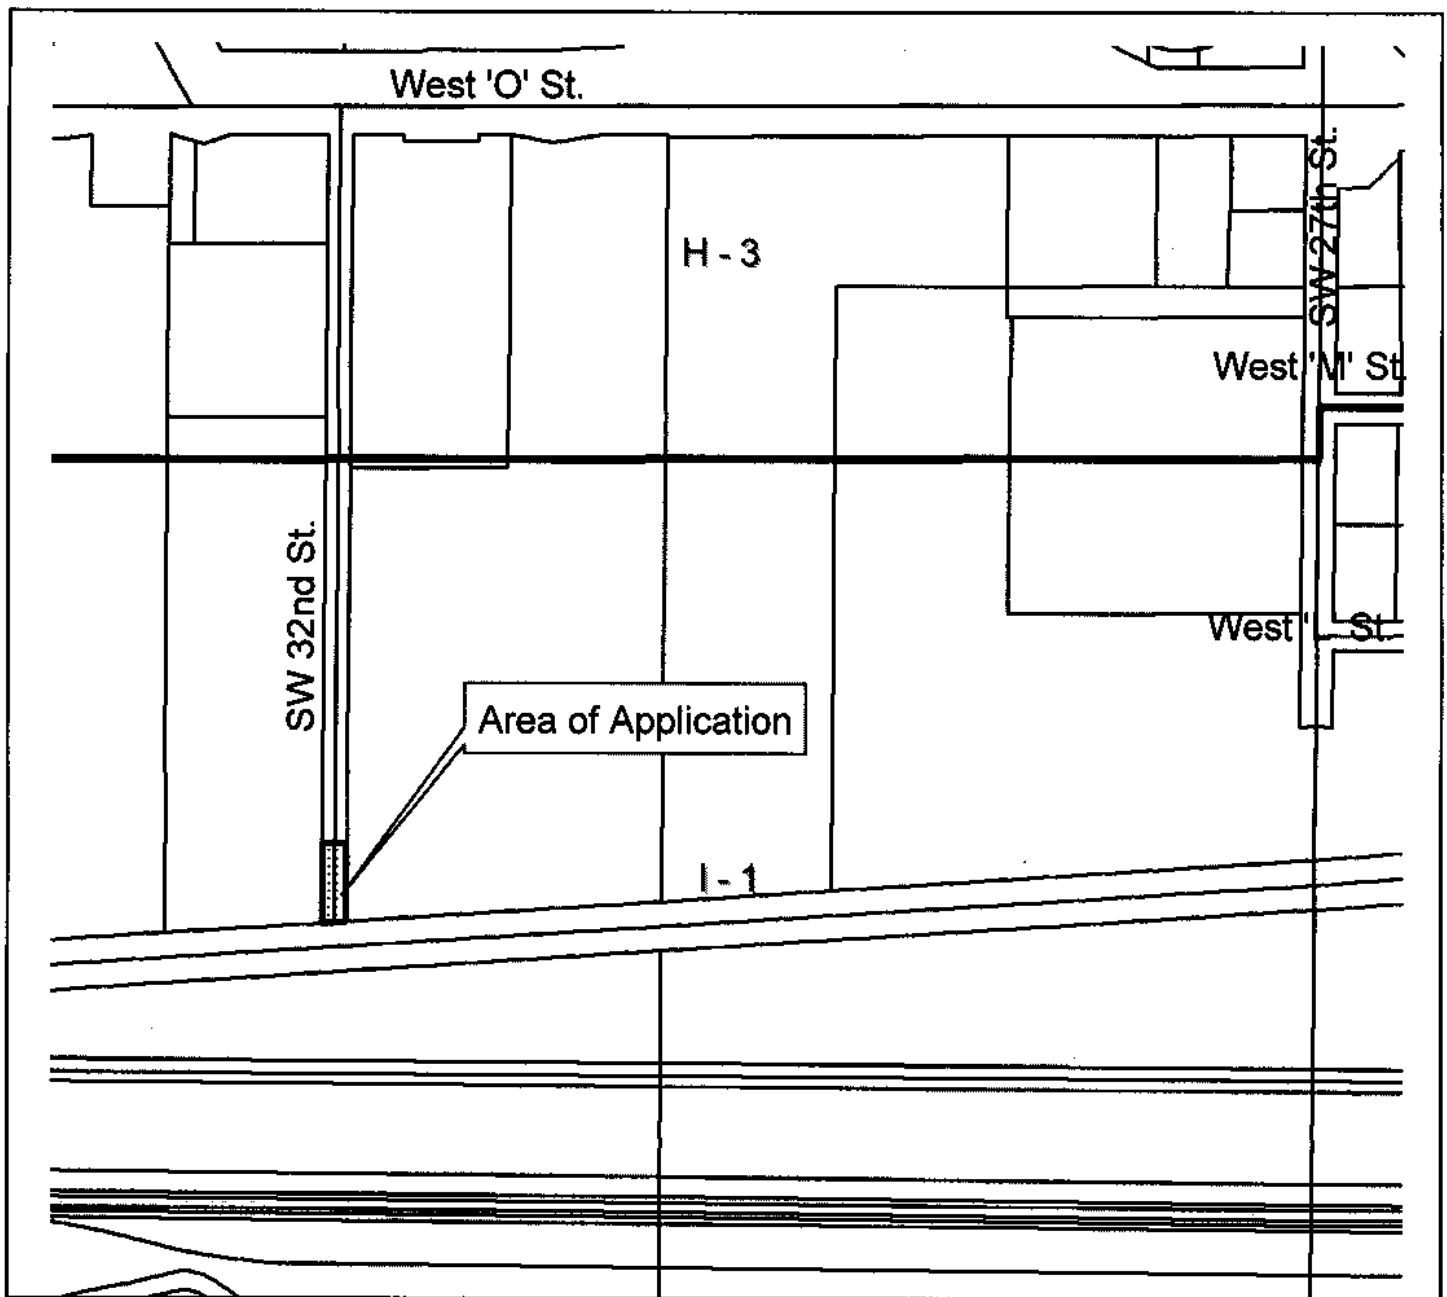 West 'O' St.
SW 27th St.
H - 3
West 'M' St.
SW 32nd St.
West ' St
Area of Application
I - 1